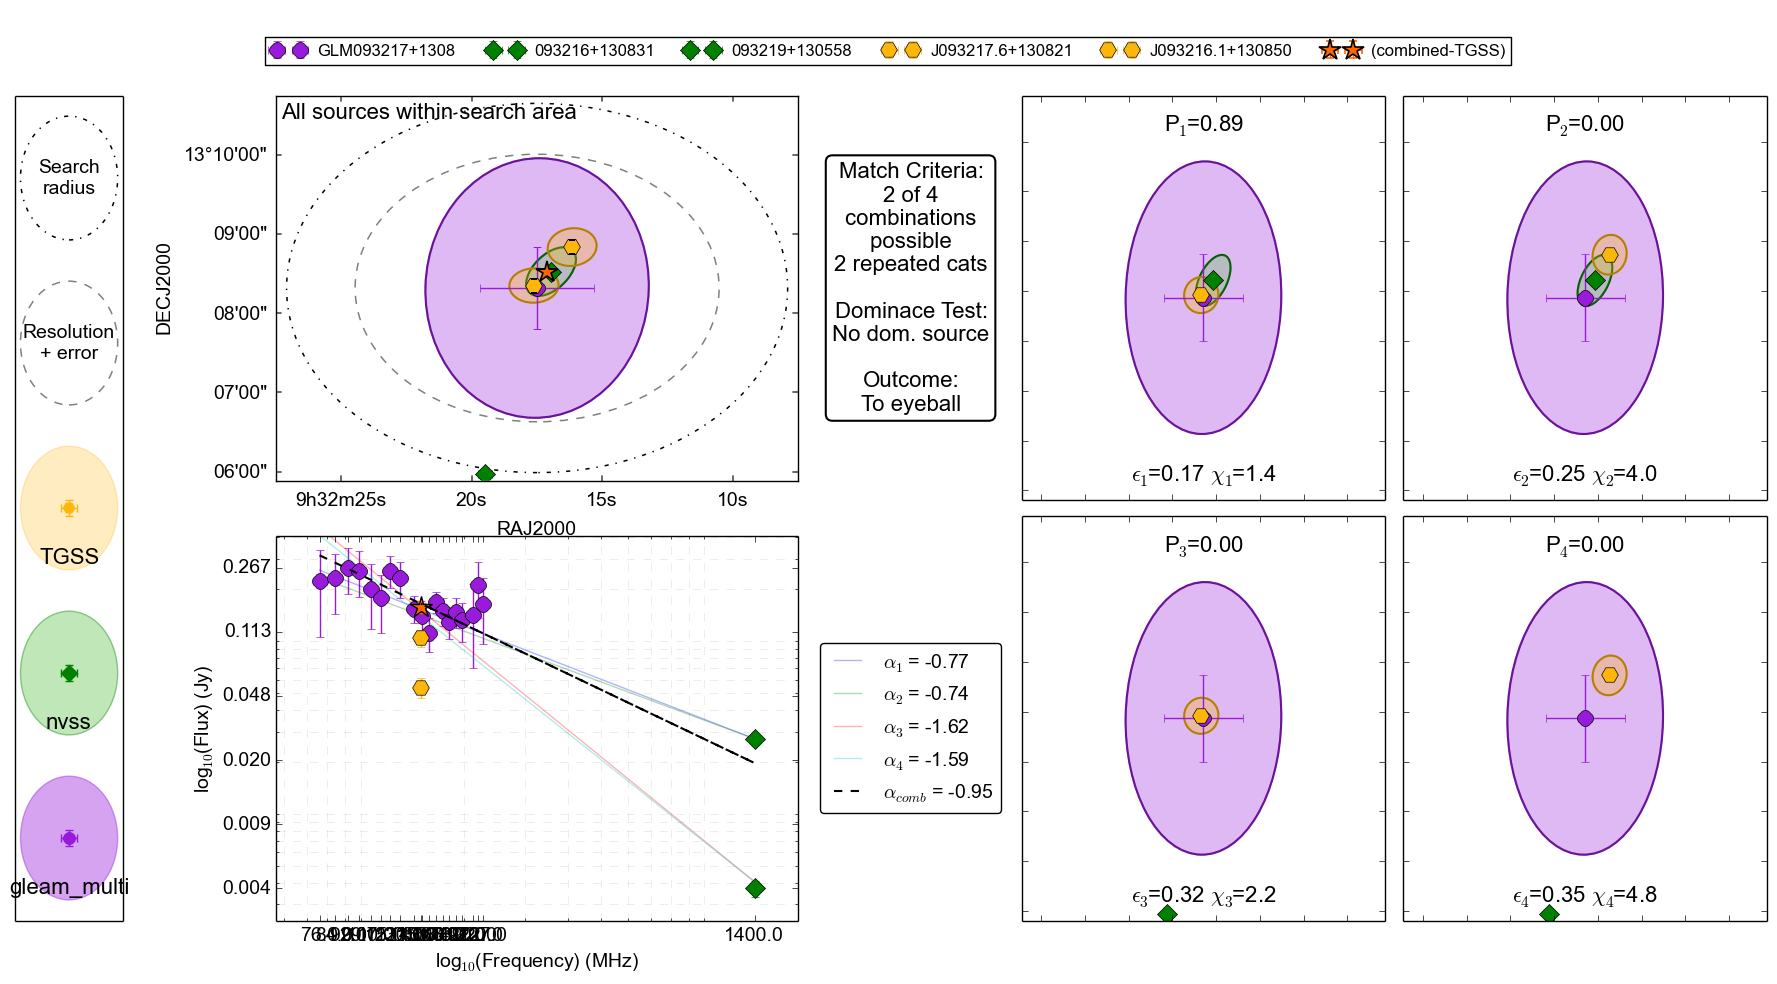 GLM093217+1308 093216+130831 093219+130558 J093217.6+130821 J093216.1+130850 (combined-TGSS)
Search
radius
Resolution
+ error
TGSS
nvss
gleam_multi
All sources within search area
DECJ2000
13°10'00"
09'00"
08'00"
07'00"
06'00"
9h32m25s 20s 15s 10s
RAJ2000
Match Criteria:
2 of 4
combinations
possible
2 repeated cats
Dominace Test:
No dom. source
Outcome:
To eyeball
P1=0.89
ϵ1=0.17 χ1=1.4
P2=0.00
ϵ2=0.25 χ2=4.0
P3=0.00
ϵ3=0.32 χ3=2.2
P4=0.00
ϵ4=0.35 χ4=4.8
log10(Flux) (Jy)
0.267
0.113
0.048
0.020
0.009
0.004
1400.0
log10(Frequency) (MHz)
α1 = -0.77
α2 = -0.74
α3 = -1.62
α4 = -1.59
αcomb = -0.95